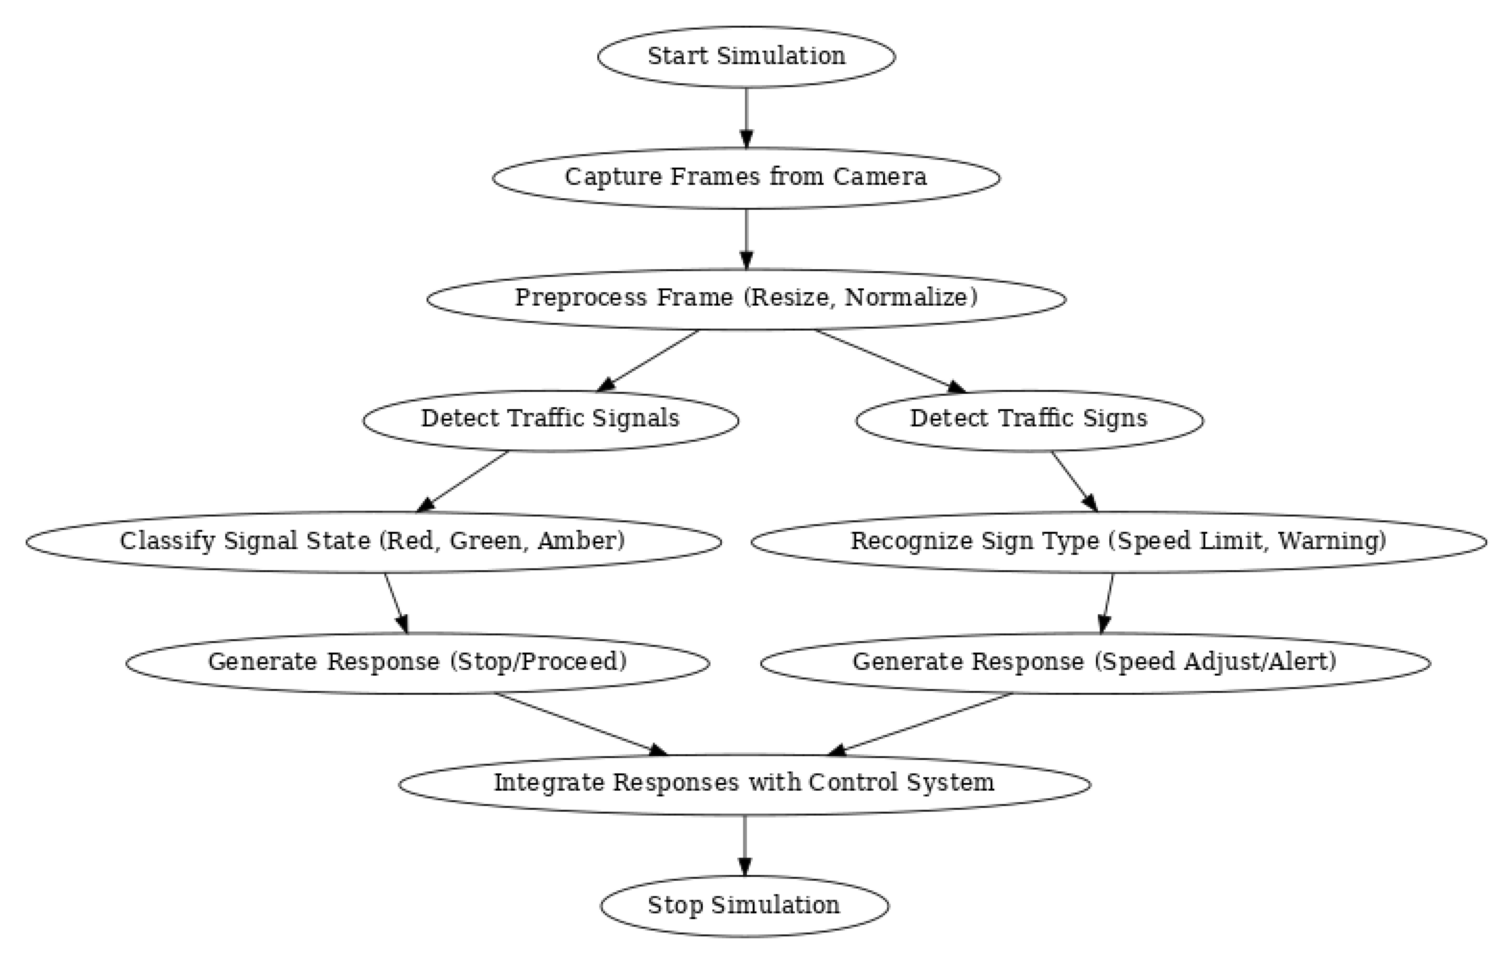 Start Simulation
Capture Frames from Camera
Preprocess Frame (Resize, Normalize)
Detect Traffic Signals
Detect Traffic Signs
Classify Signal State (Red, Green, Amber)
Recognize Sign Type (Speed Limit, Warning)
Generate Response (Stop/Proceed)
Generate Response (Speed Adjust/Alert)
Integrate Responses with Control System
Stop Simulation